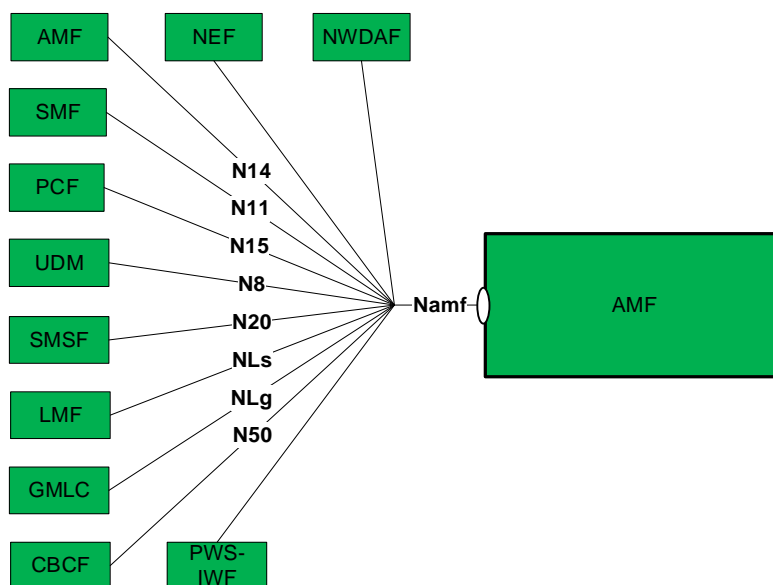 AMF
NEF
NWDAF
SMF
PCF
UDM
SMSF
LMF
GMLC
CBCF
PWS-
IWF
N14
N11
N15
N8
N20
NLs
NLg
N50
Namf
AMF